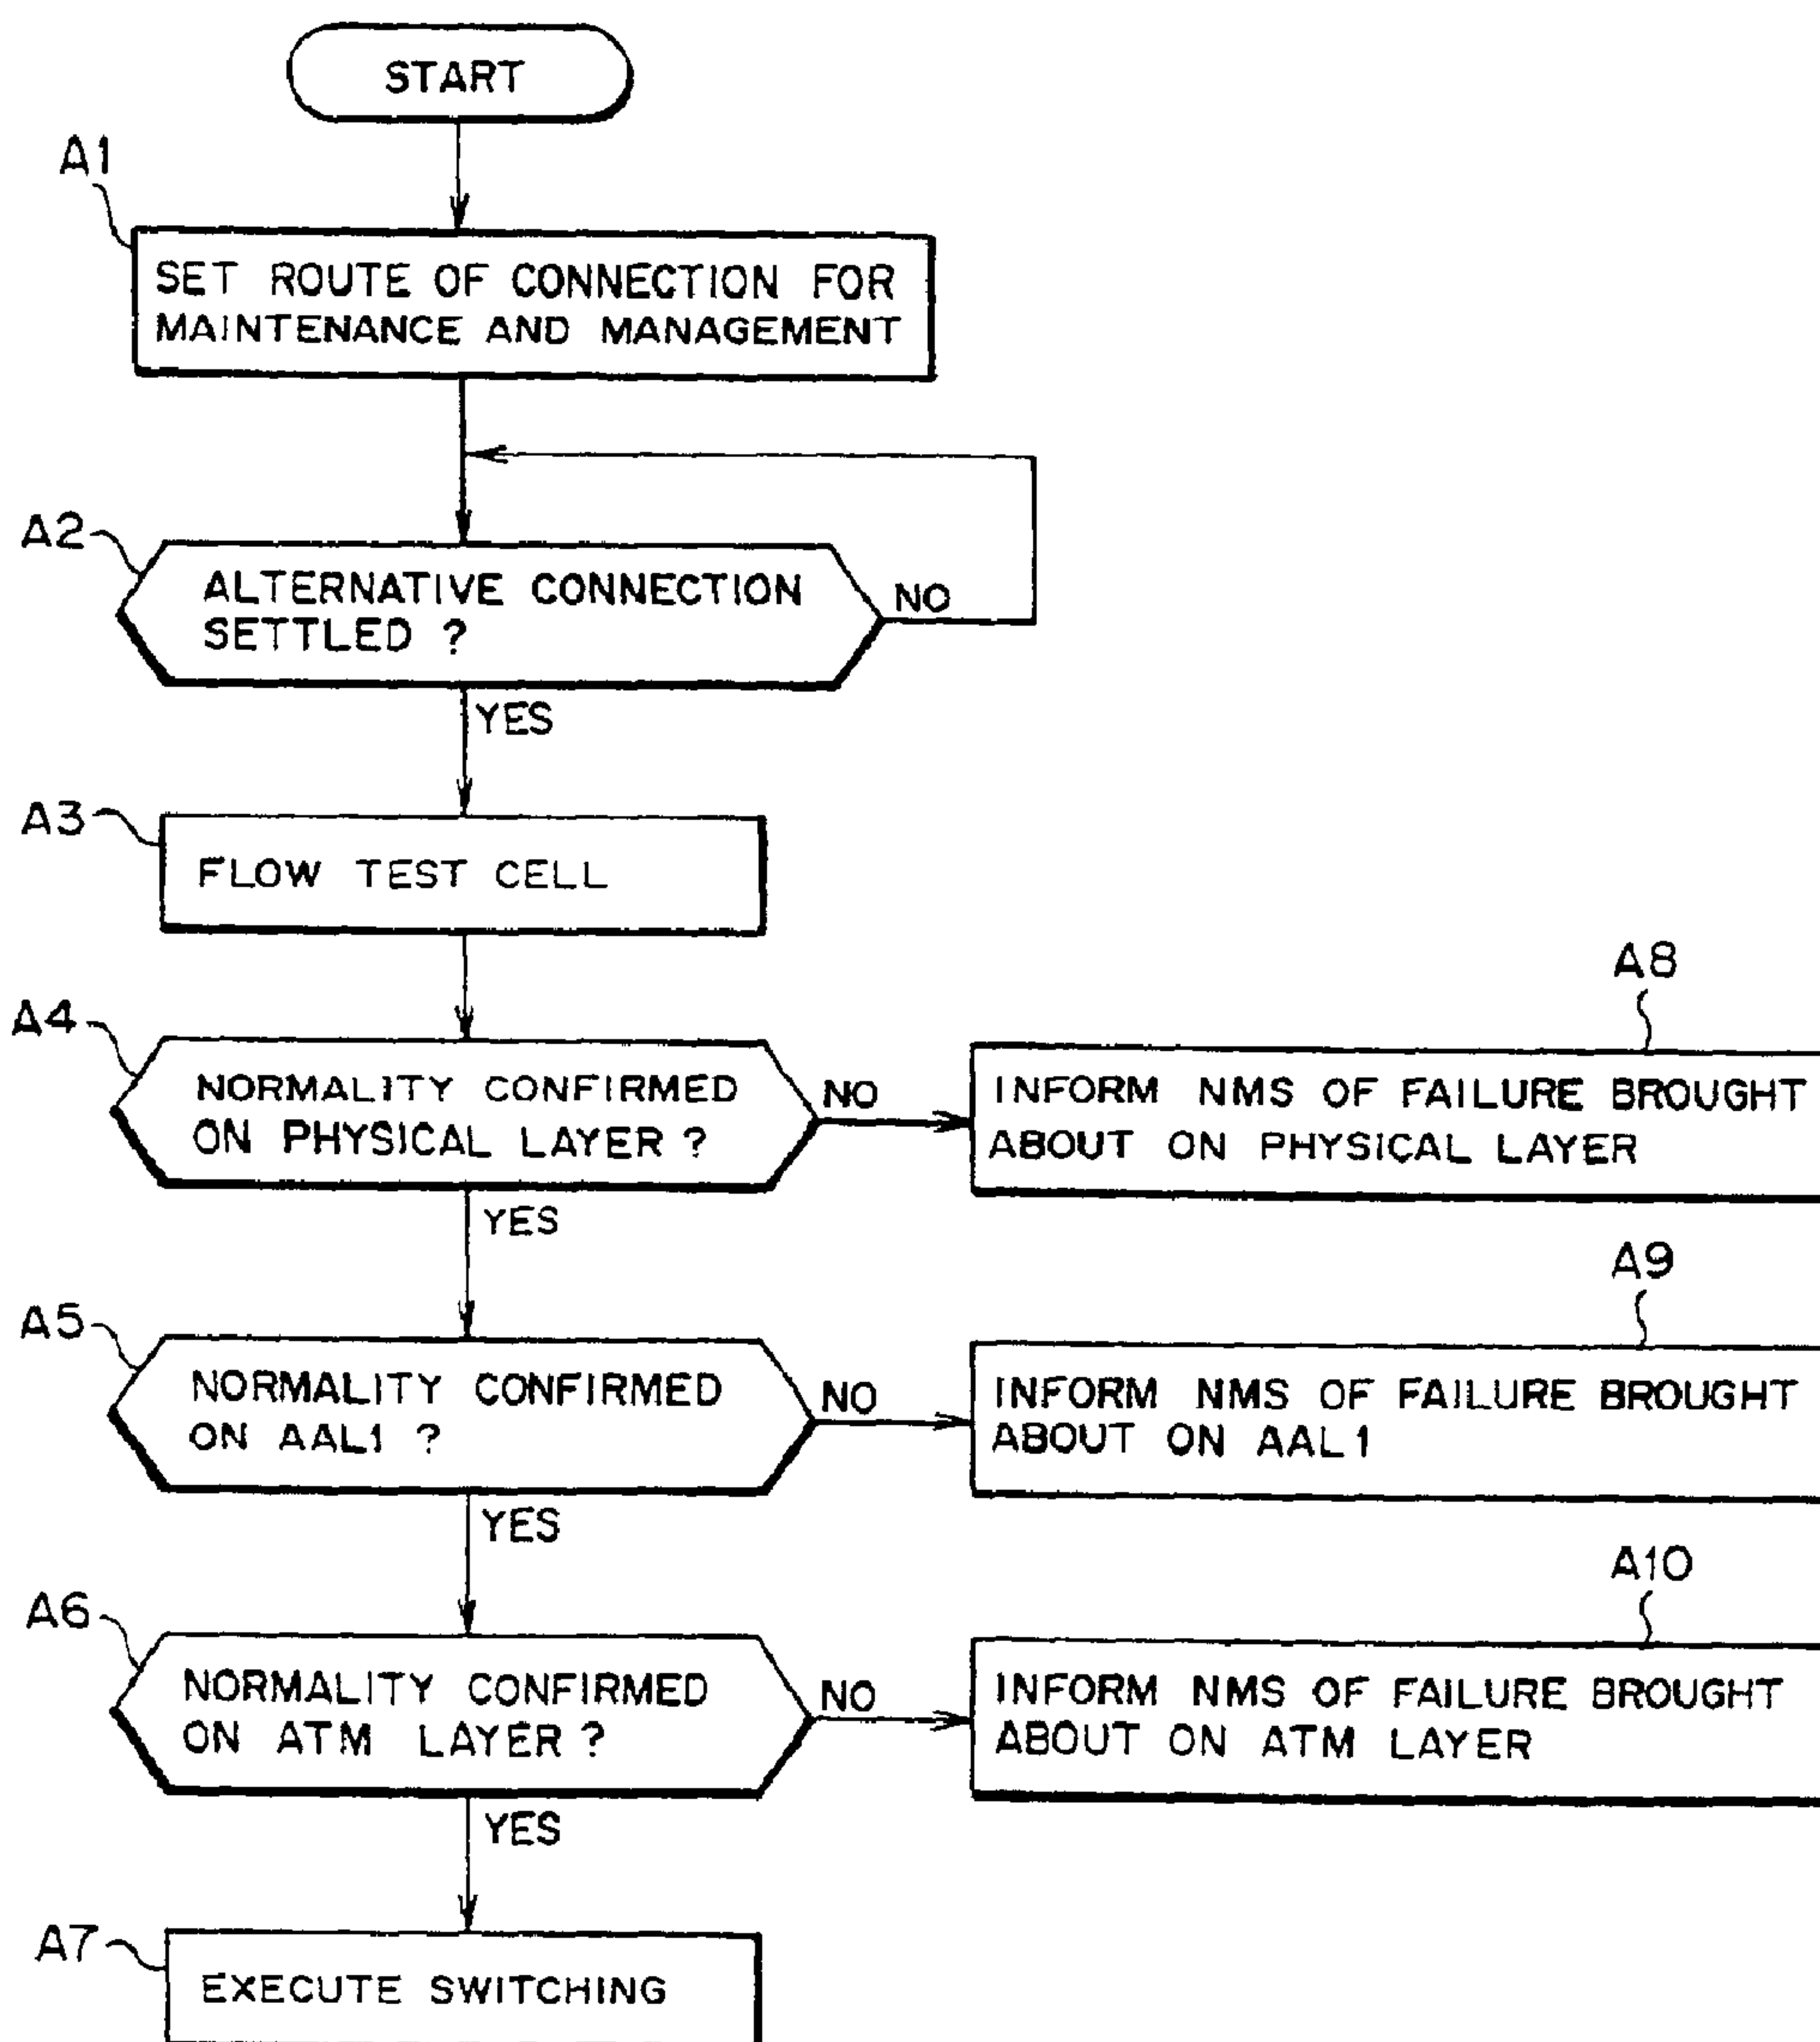 START
A1
SET ROUTE OF CONNECTION FOR
MAINTENANCE AND MANAGEMENT
A2
ALTERNATIVE CONNECTION
SETTLED ?
NO
YES
A3
FLOW TEST CELL
A4
NORMALITY CONFIRMED
ON PHYSICAL LAYER ?
NO
A8
INFORM NMS OF FAILURE BROUGHT
ABOUT ON PHYSICAL LAYER
YES
A5
NORMALITY CONFIRMED
ON AAL1 ?
NO
A9
INFORM NMS OF FAILURE BROUGHT
ABOUT ON AAL1
YES
A6
NORMALITY CONFIRMED
ON ATM LAYER ?
NO
A10
INFORM NMS OF FAILURE BROUGHT
ABOUT ON ATM LAYER
YES
A7
EXECUTE SWITCHING